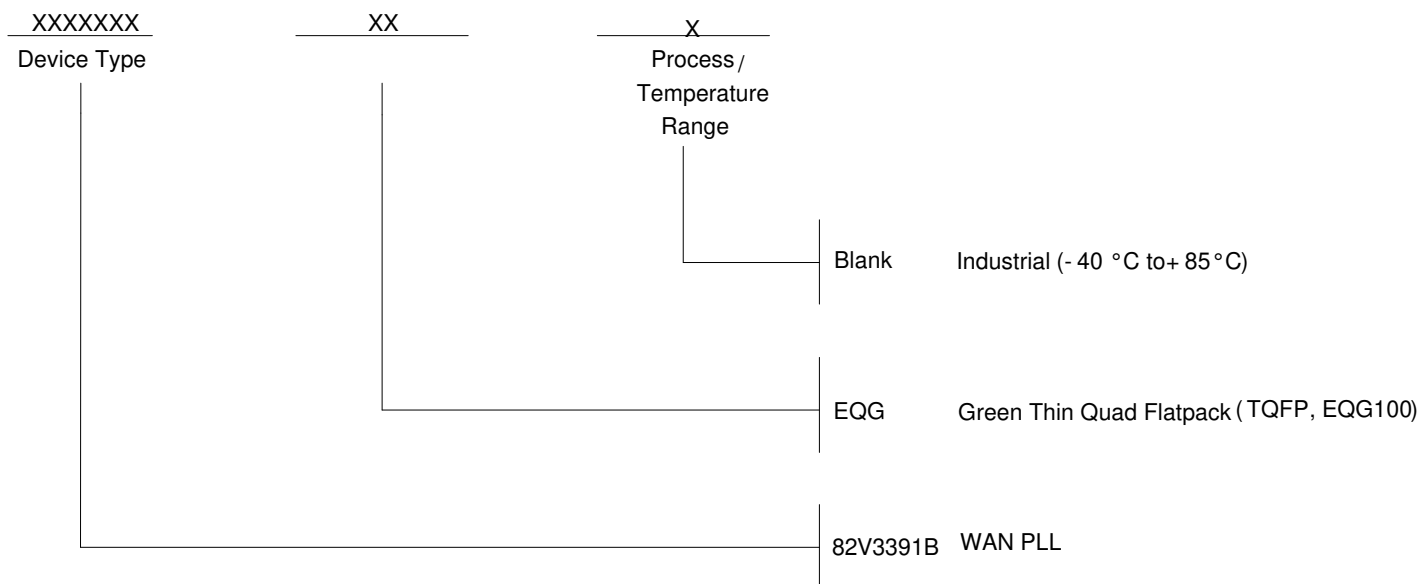 XXXXXXX XX X
Device Type
Process/
Temperature
Range
Blank Industrial (- 40 °C to+ 85°C)
EQG Green Thin Quad Flatpack (TQFP, EQG100)
82V3391B WAN PLL